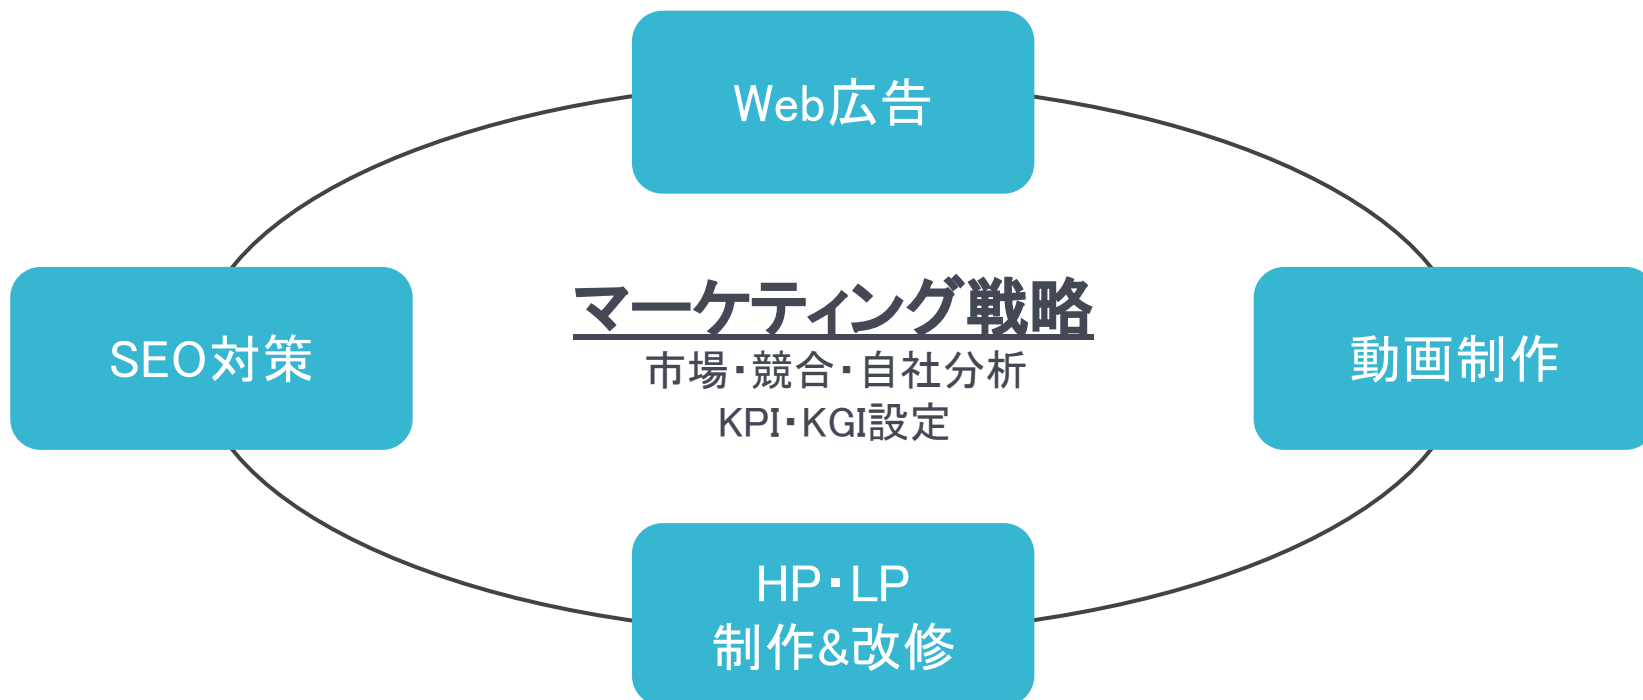 Web広告
マーケティング戦略
市場・競合・自社分析
KPI・KGI設定
SEO対策
動画制作
HP・LP
制作&改修